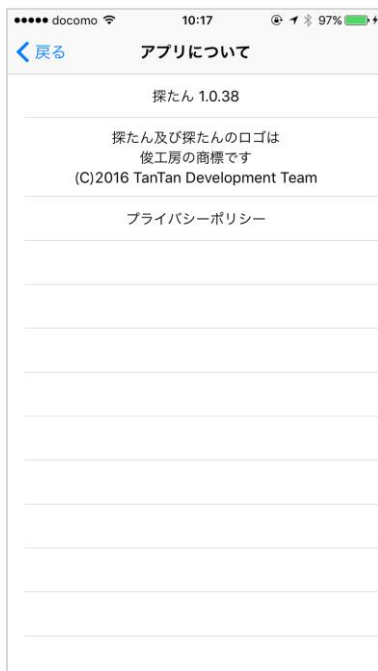 docomo 10:17 97%
戻る アプリについて
探たん 1.0.38
探たん及び探たんのロゴは
俊工房の商標です
(C)2016 TanTan Development Team
プライバシーポリシー